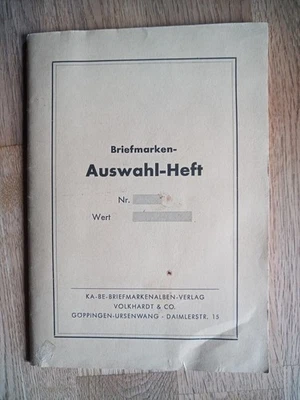 Briefmarken-
Auswahl-Heft
Nr.
Wert
KA-BE-BRIEFMARKENALBEN-VERLAG
VOLKHARDT & CO.
GÖPPINGEN-URSENWANG - DAIMLERSTR. 15